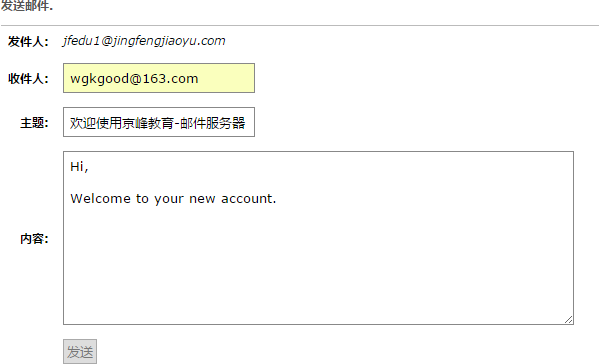 发送邮件.
发件人: jfedu1@jingfengjiaoyu.com
收件人: wgkgood@163.com
主题: 欢迎使用京峰教育-邮件服务器
Hi,
Welcome to your new account.
内容:
发送